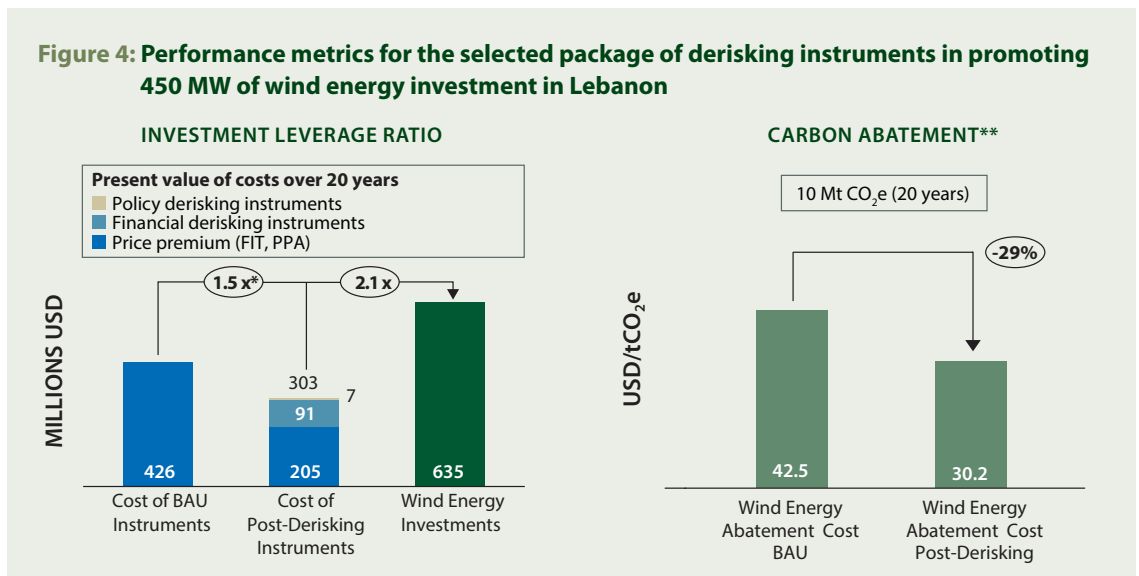 Figure 4: Performance metrics for the selected package of derisking instruments in promoting
450 MW of wind energy investment in Lebanon
INVESTMENT LEVERAGE RATIO
Present value of costs over 20 years
Policy derisking instruments
Financial derisking instruments
Price premium (FIT, PPA)
1.5 x*
2.1 x
MILLIONS USD
303
7
91
426
205
635
Cost of BAU
Instruments
Cost of
Post-Derisking
Instruments
Wind Energy
Investments
CARBON ABATEMENT**
10 Mt CO₂e (20 years)
-29%
USD/tCO₂e
42.5
30.2
Wind Energy
Abatement Cost
BAU
Wind Energy
Abatement Cost
Post-Derisking